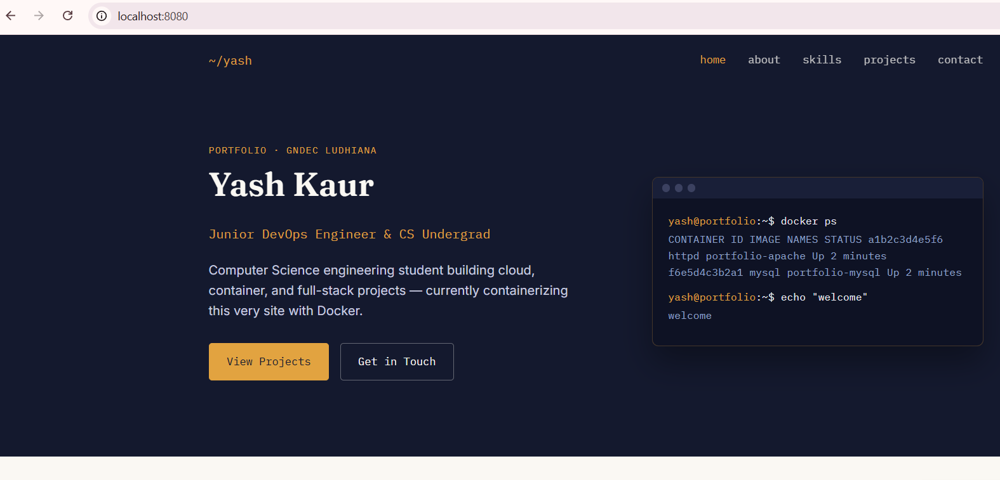 localhost:8080
~/yash
home about skills projects contact
PORTFOLIO · GNDEC LUDHIANA
Yash Kaur
Junior DevOps Engineer & CS Undergrad
Computer Science engineering student building cloud,
container, and full-stack projects — currently containerizing
this very site with Docker.
View Projects
Get in Touch
yash@portfolio:~$ docker ps
CONTAINER ID IMAGE NAMES STATUS a1b2c3d4e5f6
httpd portfolio-apache Up 2 minutes
f6e5d4c3b2a1 mysql portfolio-mysql Up 2 minutes
yash@portfolio:~$ echo "welcome"
welcome